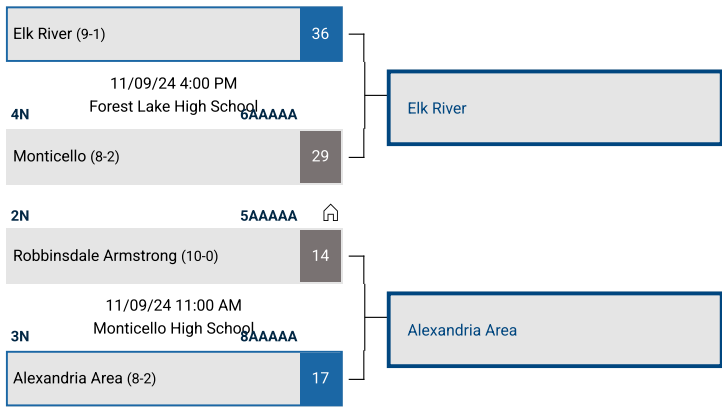 Elk River (9-1) 36
11/09/24 4:00 PM
Forest Lake High School
4N 6AAAAA
Monticello (8-2) 29
Elk River
2N 5AAAAA
Robbinsdale Armstrong (10-0) 14
11/09/24 11:00 AM
Monticello High School
3N 8AAAAA
Alexandria Area (8-2) 17
Alexandria Area